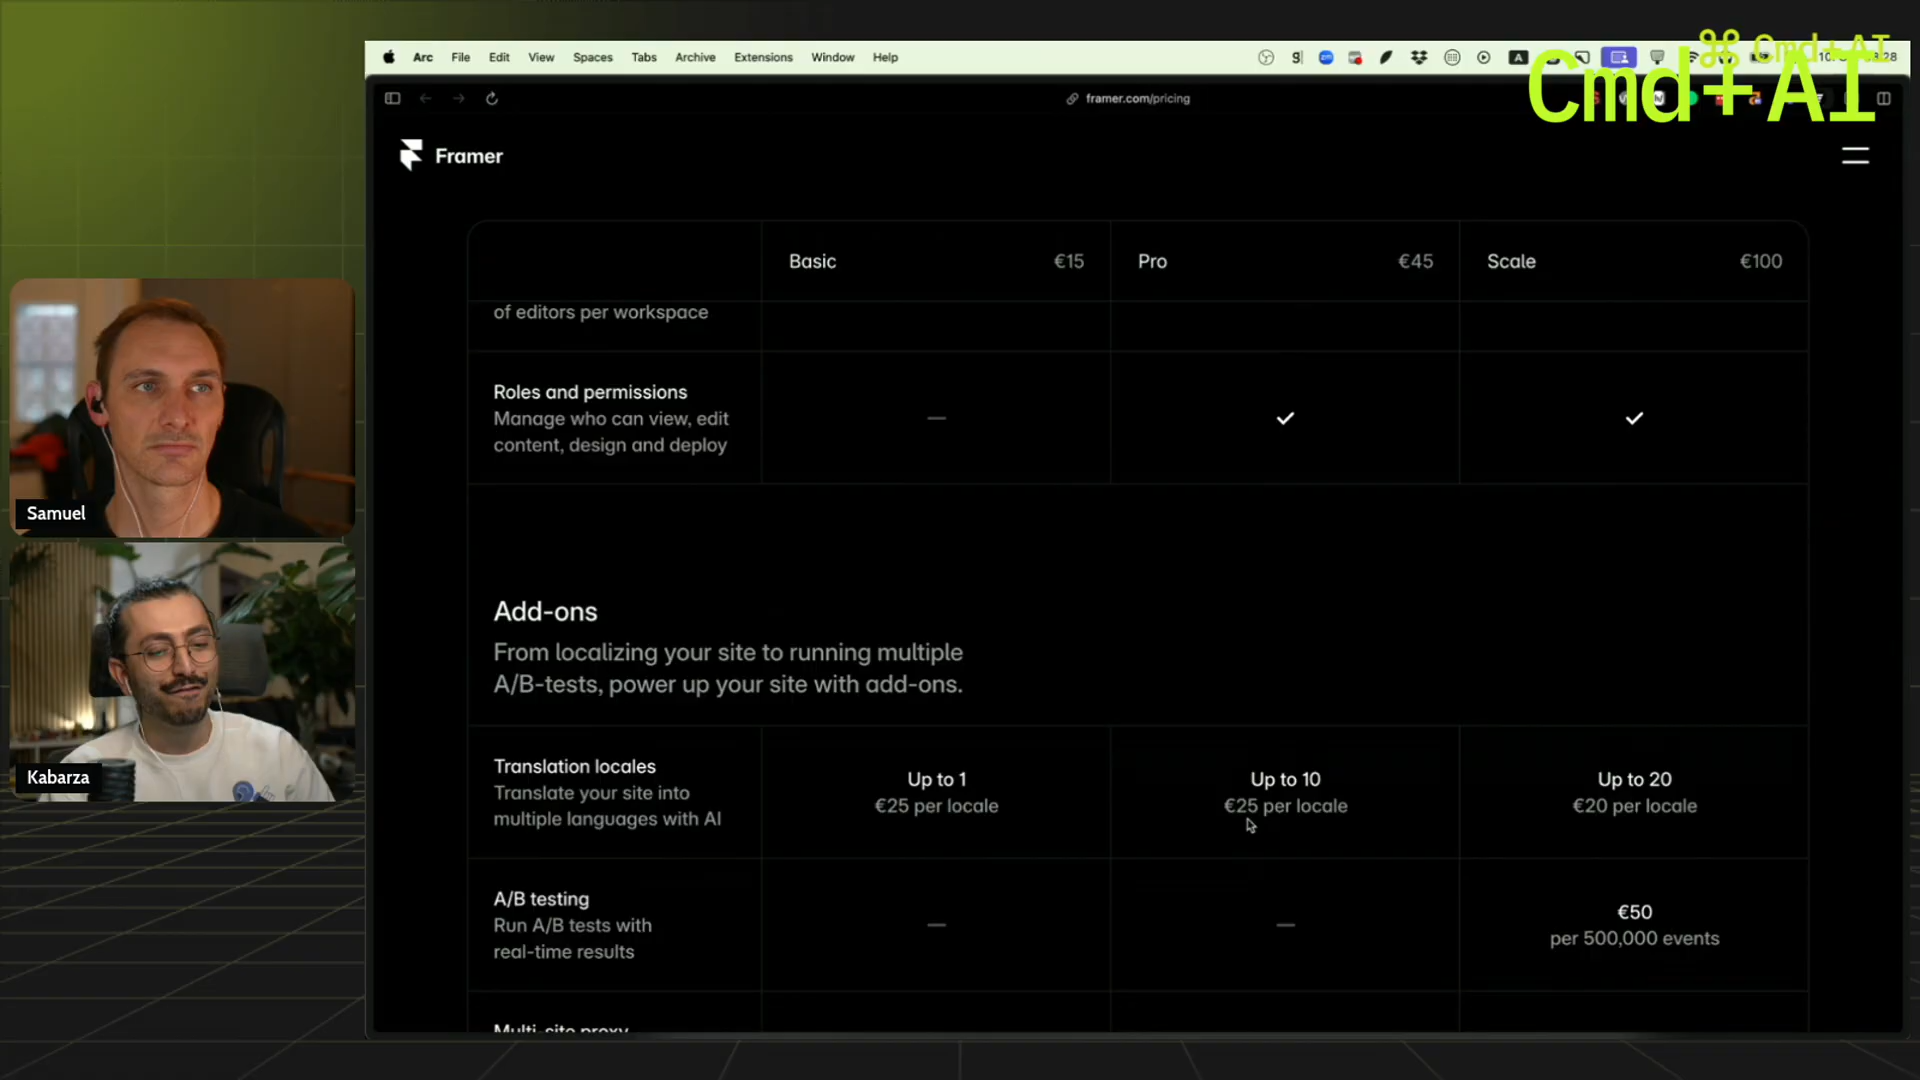 Arc File Edit View Spaces Tabs Archive Extensions Window Help
Cmd+AI
Cmd+AI
framer.com/pricing
Framer
Basic €15 Pro €45 Scale €100
of editors per workspace
Roles and permissions
Manage who can view, edit
content, design and deploy
Samuel
Add-ons
From localizing your site to running multiple
A/B-tests, power up your site with add-ons.
Kabarza
Translation locales
Translate your site into
multiple languages with AI
Up to 1
€25 per locale
Up to 10
€25 per locale
Up to 20
€20 per locale
A/B testing
Run A/B tests with
real-time results
€50
per 500,000 events
Multi-site proxy